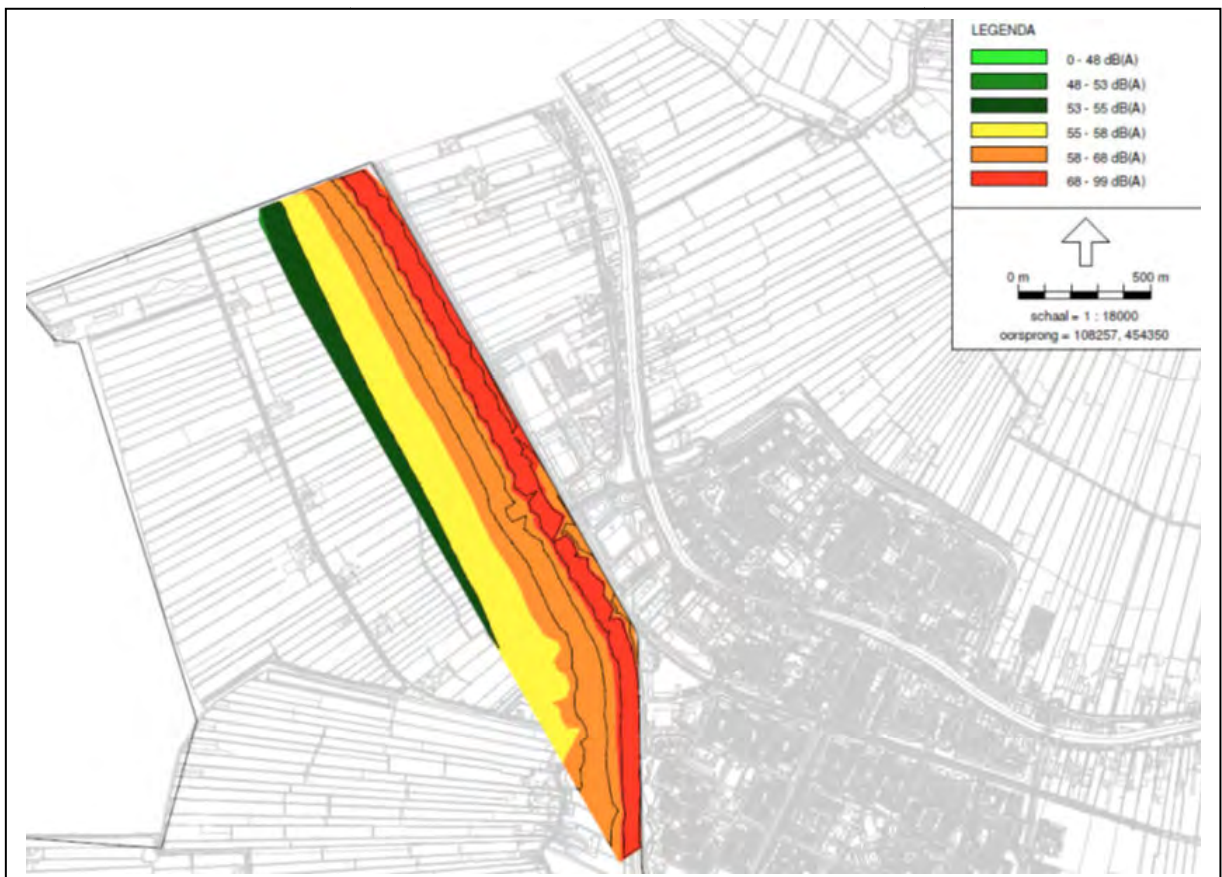 LEGENDA
0 - 48 dB(A)
48 - 53 dB(A)
53 - 55 dB(A)
55 - 58 dB(A)
58 - 68 dB(A)
68 - 99 dB(A)
0 m 500 m
schaal = 1 : 18000
oorsprong = 108257, 454350